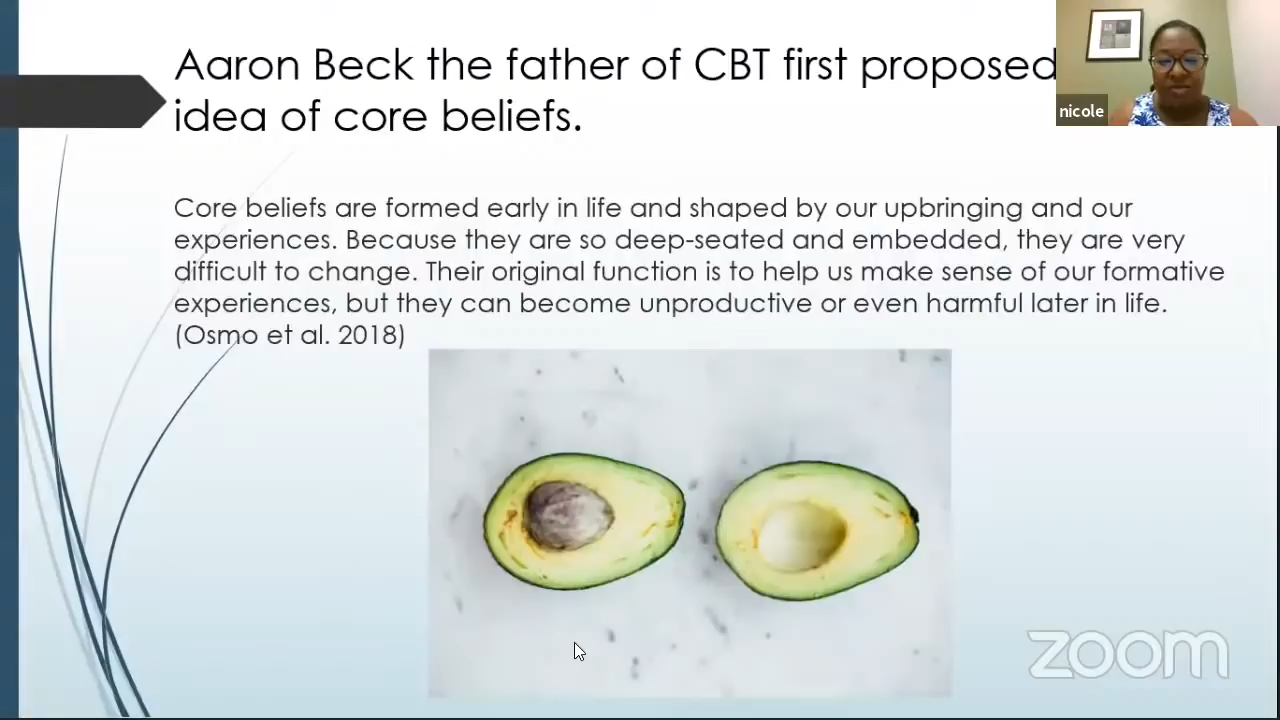 Aaron Beck the father of CBT first proposed
idea of core beliefs.
nicole
Core beliefs are formed early in life and shaped by our upbringing and our
experiences. Because they are so deep-seated and embedded, they are very
difficult to change. Their original function is to help us make sense of our formative
experiences, but they can become unproductive or even harmful later in life.
(Osmo et al. 2018)
zoom